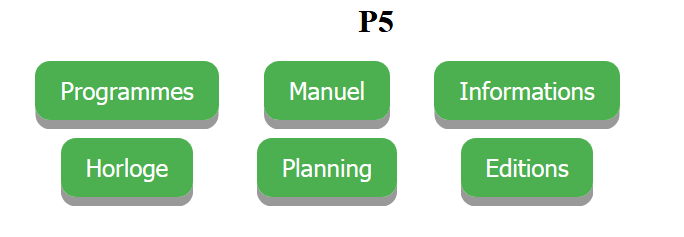 P5
Programmes Manuel Informations
Horloge Planning Editions